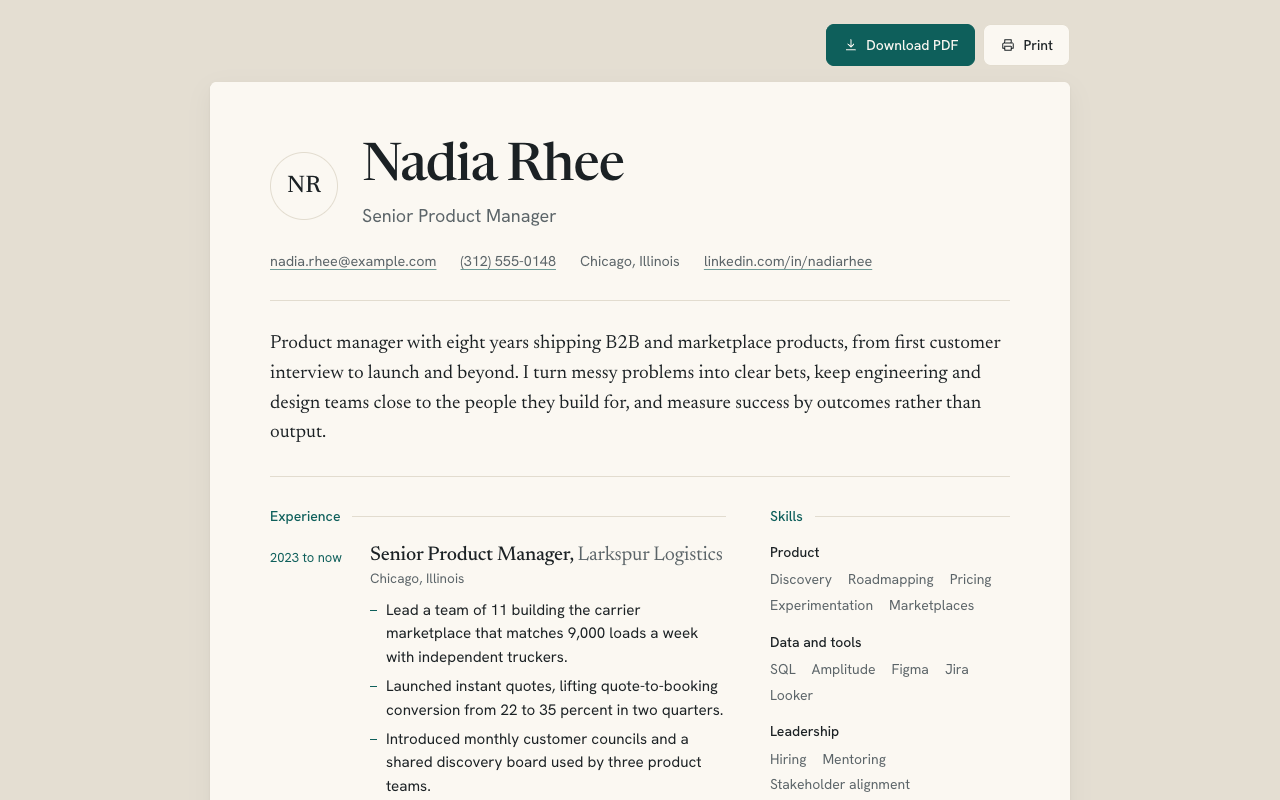 Download PDF
Print
NR
Nadia Rhee
Senior Product Manager
nadia.rhee@example.com
(312) 555-0148
Chicago, Illinois
linkedin.com/in/nadiarhee
Product manager with eight years shipping B2B and marketplace products, from first customer
interview to launch and beyond. I turn messy problems into clear bets, keep engineering and
design teams close to the people they build for, and measure success by outcomes rather than
output.
Experience
2023 to now
Senior Product Manager, Larkspur Logistics
Chicago, Illinois
– Lead a team of 11 building the carrier
marketplace that matches 9,000 loads a week
with independent truckers.
– Launched instant quotes, lifting quote-to-booking
conversion from 22 to 35 percent in two quarters.
– Introduced monthly customer councils and a
shared discovery board used by three product
teams.
Skills
Product
Discovery Roadmapping Pricing
Experimentation Marketplaces
Data and tools
SQL Amplitude Figma Jira
Looker
Leadership
Hiring Mentoring
Stakeholder alignment